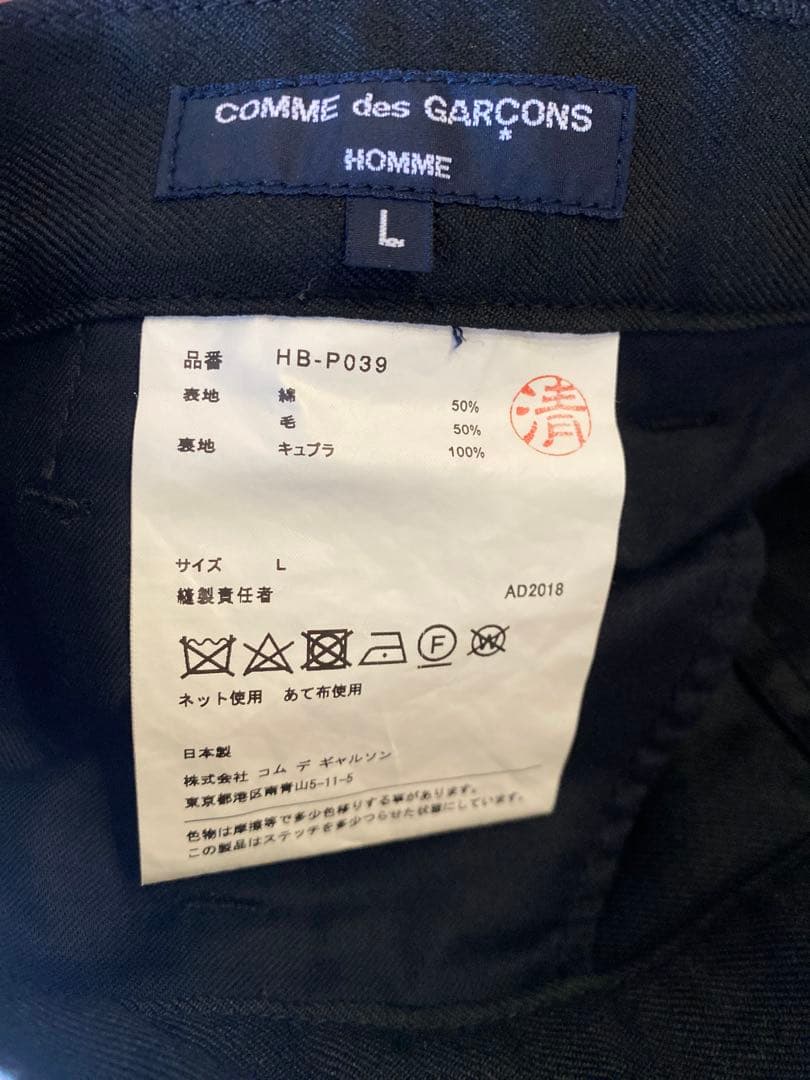 COMME des GARÇONS
HOMME
L
品番 HB-P039
表地 綿 50%
毛 50%
裏地 キュプラ 100%
清
サイズ L
縫製責任者 AD2018
F W
ネット使用 あて布使用
日本製
株式会社 コム デ ギャルソン
東京都港区南青山5-11-5
色物は摩擦等で多少色移りする事があります。
この製品はステッチを多少つらせた状態にしています。